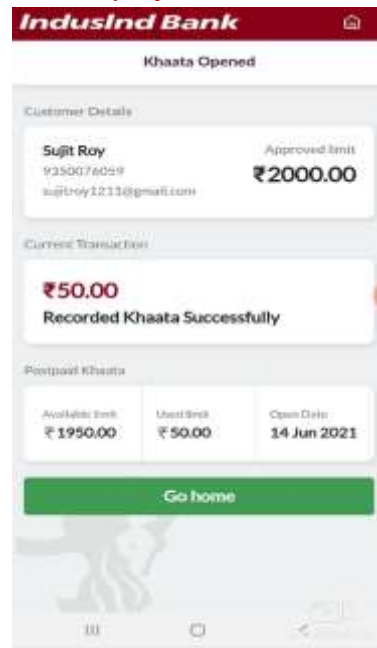 IndusInd Bank
Khaata Opened
Customer Details
Sujit Roy
Approved limit
9350076059
₹2000.00
sujitroy1211@gmail.com
Current Transaction
₹50.00
Recorded Khaata Successfully
Postpaid Khaata
Available limit
Used limit
Open Date
₹1950.00
₹50.00
14 Jun 2021
Go home